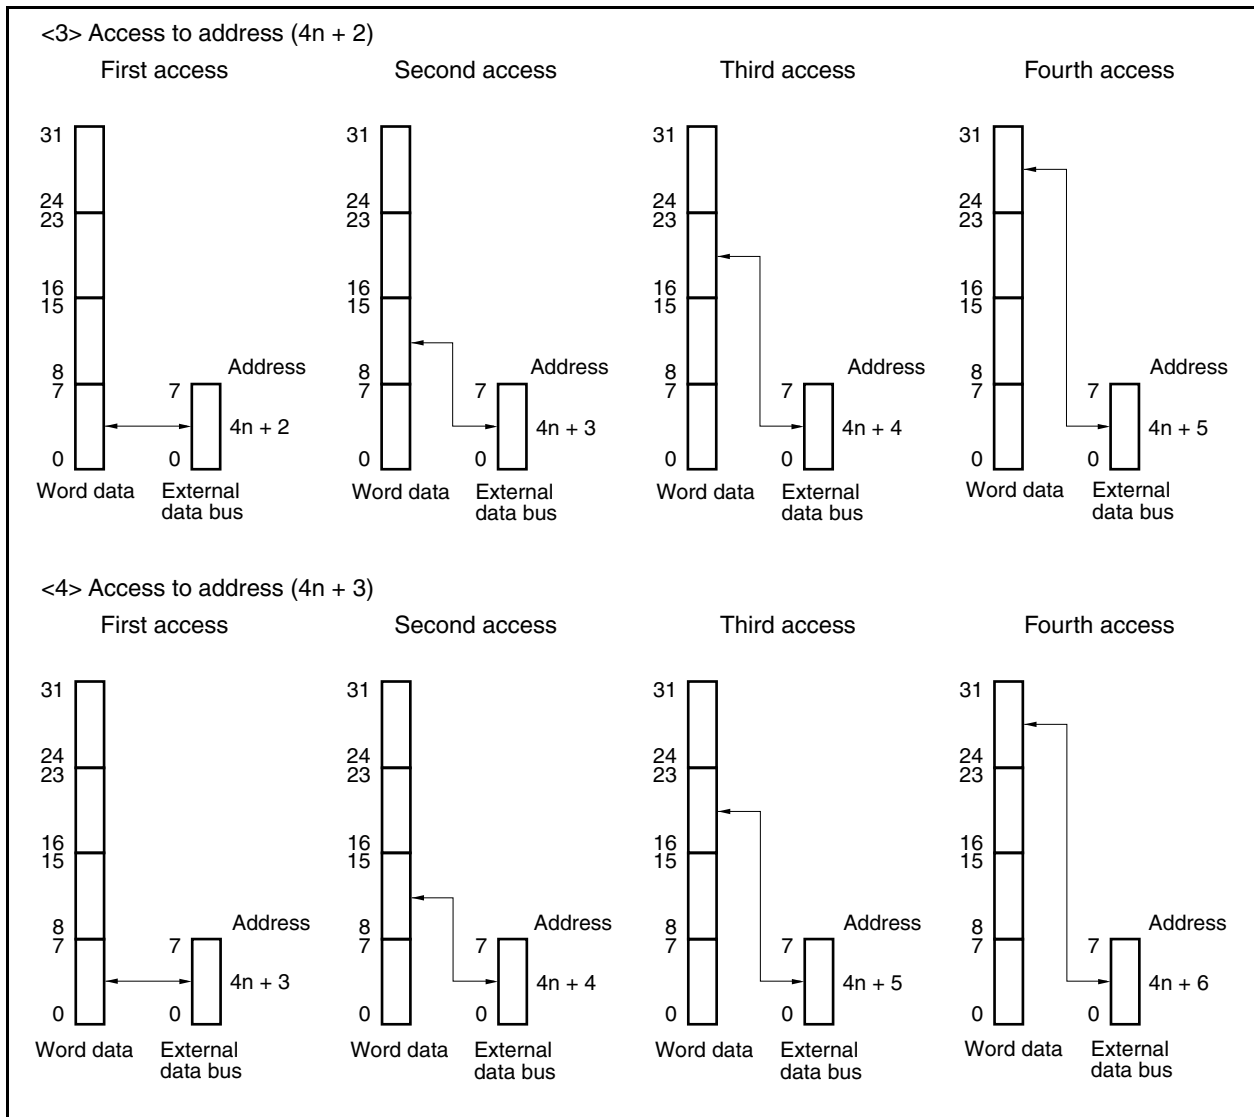 <3> Access to address (4n + 2)
First access Second access Third access Fourth access
31 31 31 31
24 24 24 24
23 23 23 23
16 16 16 16
15 15 15 15
Address Address Address Address
8 8 8 8
7 7 7 7 7 7 7 7
4n + 2 4n + 3 4n + 4 4n + 5
0 0 0 0 0 0 0 0
Word data External Word data External Word data External Word data External
data bus data bus data bus data bus
<4> Access to address (4n + 3)
First access Second access Third access Fourth access
31 31 31 31
24 24 24 24
23 23 23 23
16 16 16 16
15 15 15 15
Address Address Address Address
8 8 8 8
7 7 7 7 7 7 7 7
4n + 3 4n + 4 4n + 5 4n + 6
0 0 0 0 0 0 0 0
Word data External Word data External Word data External Word data External
data bus data bus data bus data bus